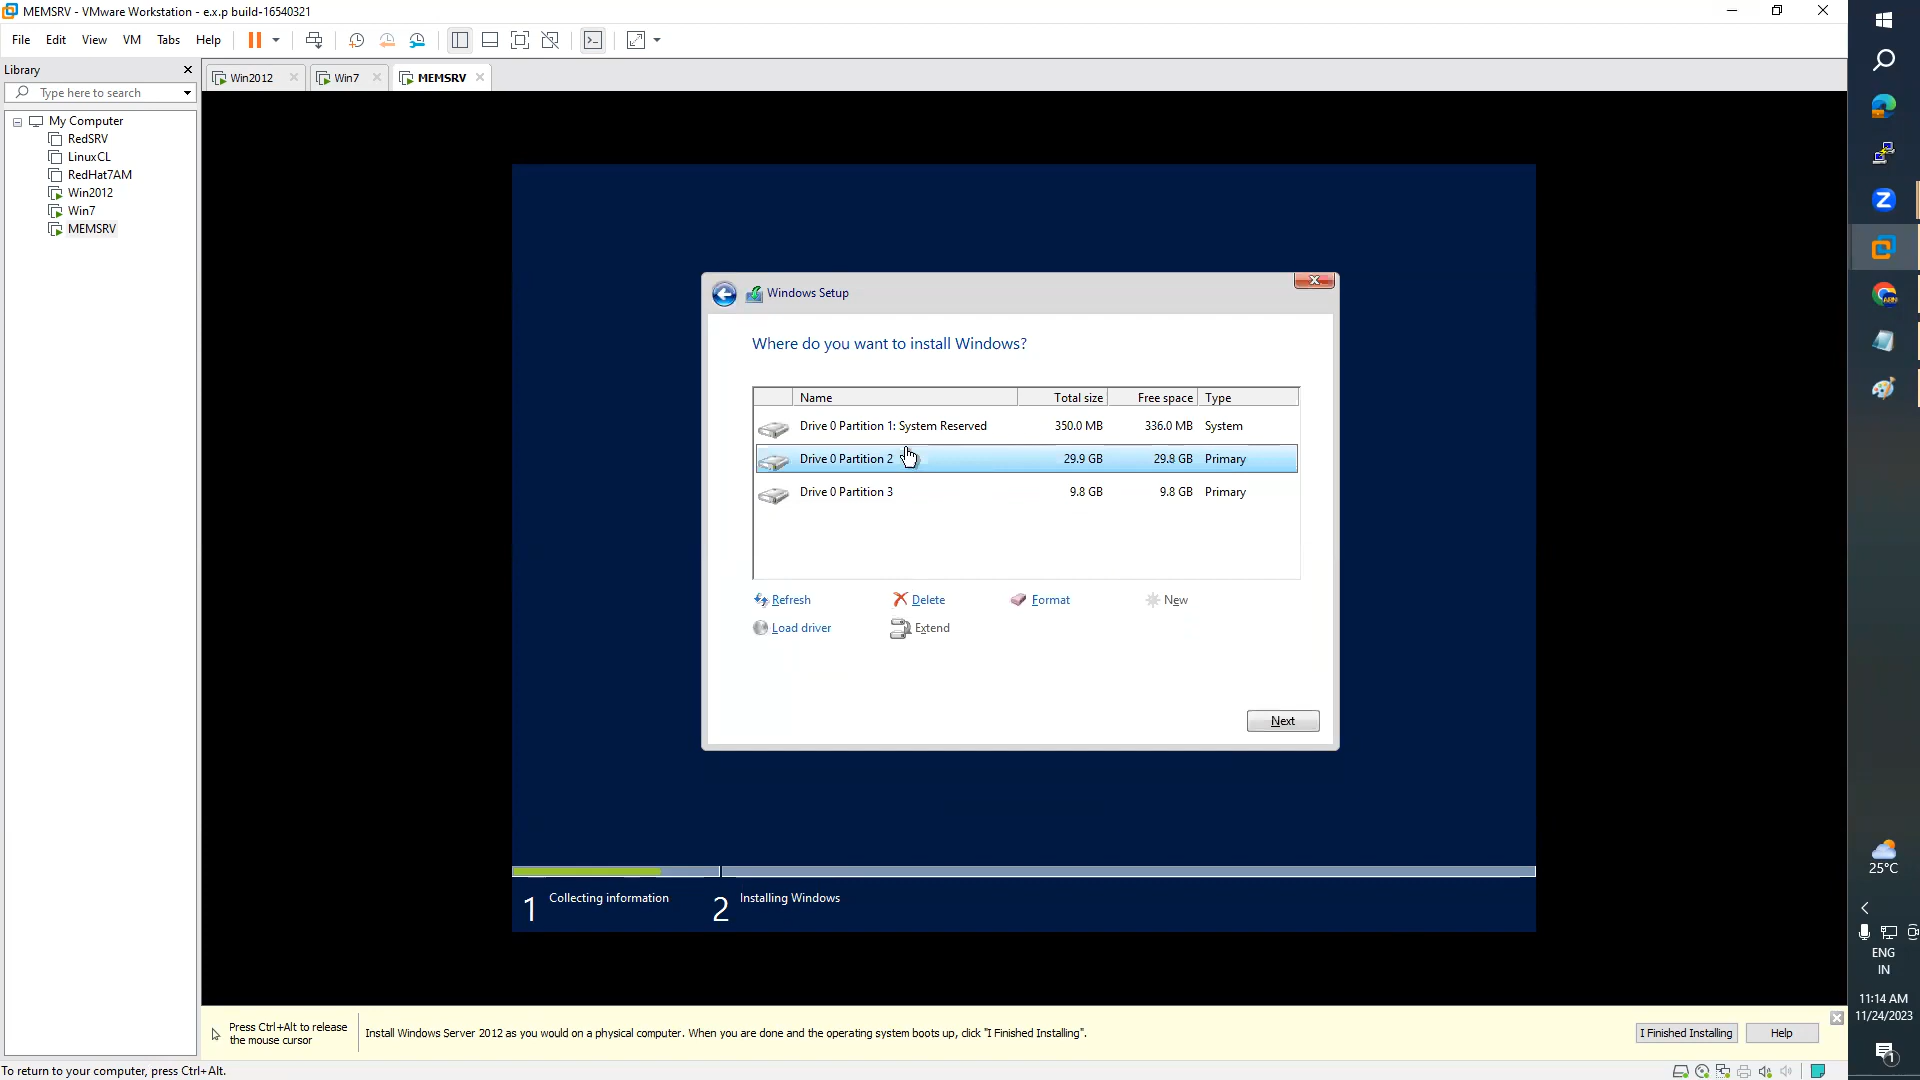 MEMSRV - VMware Workstation - e.x.p build-16540321
File Edit View VM Tabs Help
Library
Type here to search
My Computer
RedSRV
LinuxCL
RedHat7AM
Win2012
Win7
MEMSRV
Win2012
Win7
MEMSRV
Windows Setup
Where do you want to install Windows?
Name Total size Free space Type
Drive 0 Partition 1: System Reserved 350.0 MB 336.0 MB System
Drive 0 Partition 2 29.9 GB 29.8 GB Primary
Drive 0 Partition 3 9.8 GB 9.8 GB Primary
Refresh Delete Format New
Load driver Extend
Next
1 Collecting information 2 Installing Windows
Press Ctrl+Alt to release
the mouse cursor
Install Windows Server 2012 as you would on a physical computer. When you are done and the operating system boots up, click "I Finished Installing".
I Finished Installing Help
To return to your computer, press Ctrl+Alt.
Z
25°C
ENG
IN
11:14 AM
11/24/2023
1